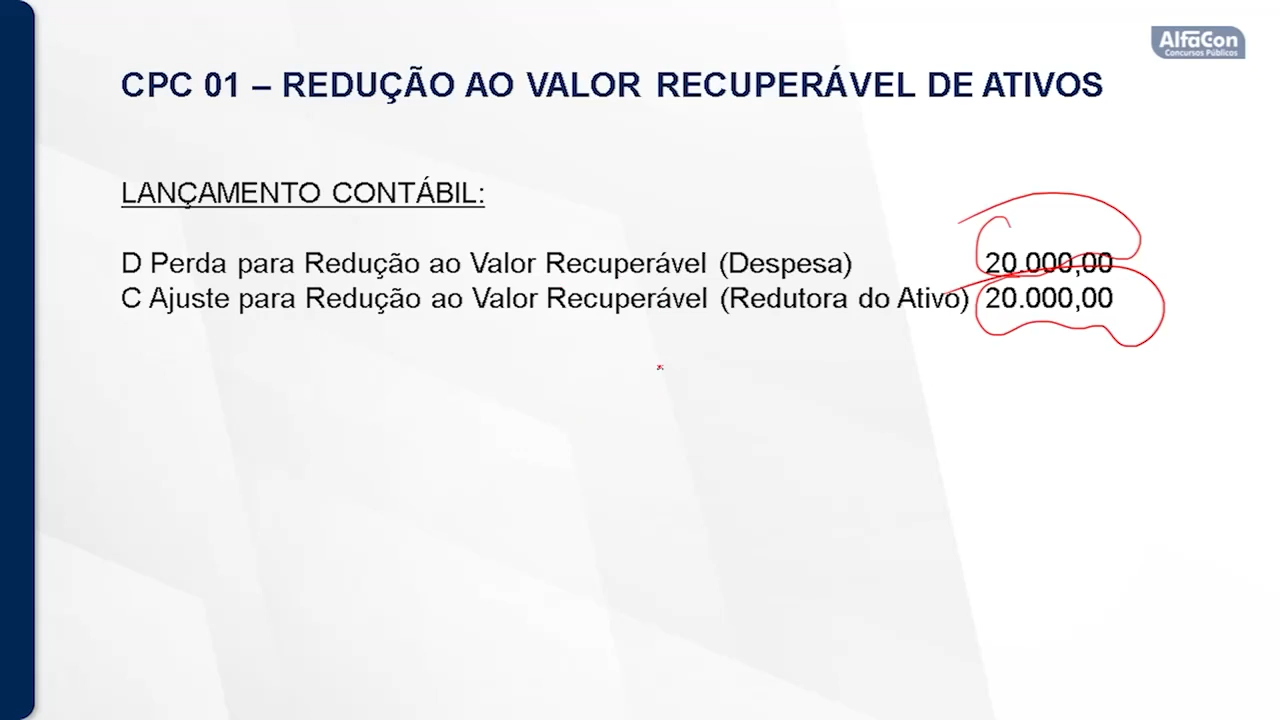 AlfaCon
Concursos Públicos
CPC 01 – REDUÇÃO AO VALOR RECUPERÁVEL DE ATIVOS
LANÇAMENTO CONTÁBIL:
D Perda para Redução ao Valor Recuperável (Despesa) 20.000,00
C Ajuste para Redução ao Valor Recuperável (Redutora do Ativo) 20.000,00